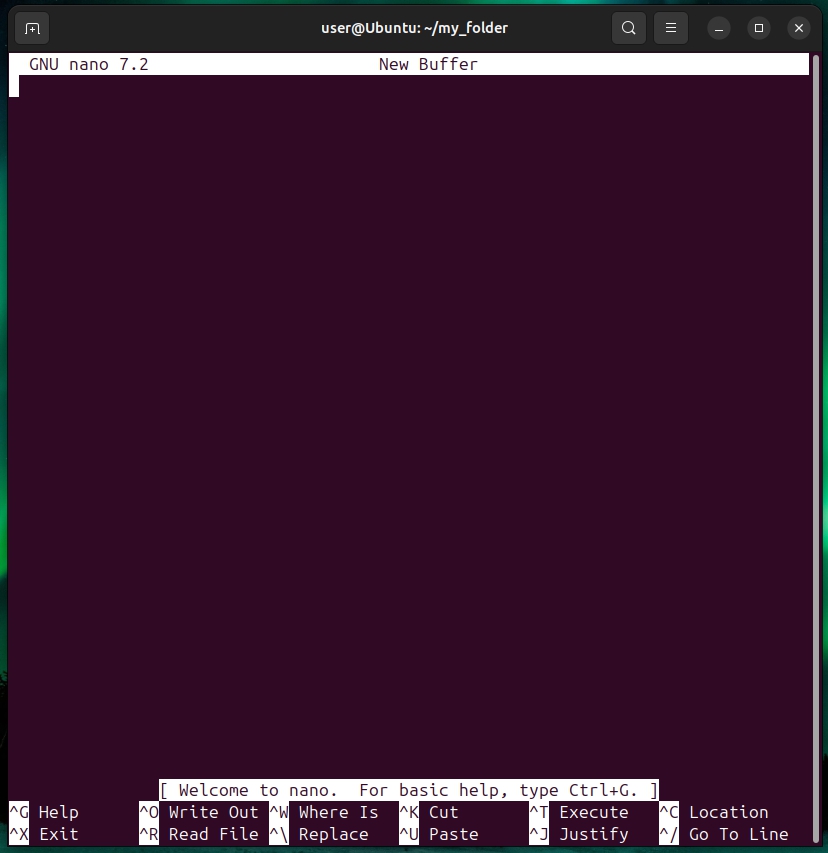 user@Ubuntu: ~/my_folder
GNU nano 7.2 New Buffer
[ Welcome to nano. For basic help, type Ctrl+G. ]
^G Help ^O Write Out ^W Where Is ^K Cut ^T Execute ^C Location
^X Exit ^R Read File ^\ Replace ^U Paste ^J Justify ^/ Go To Line